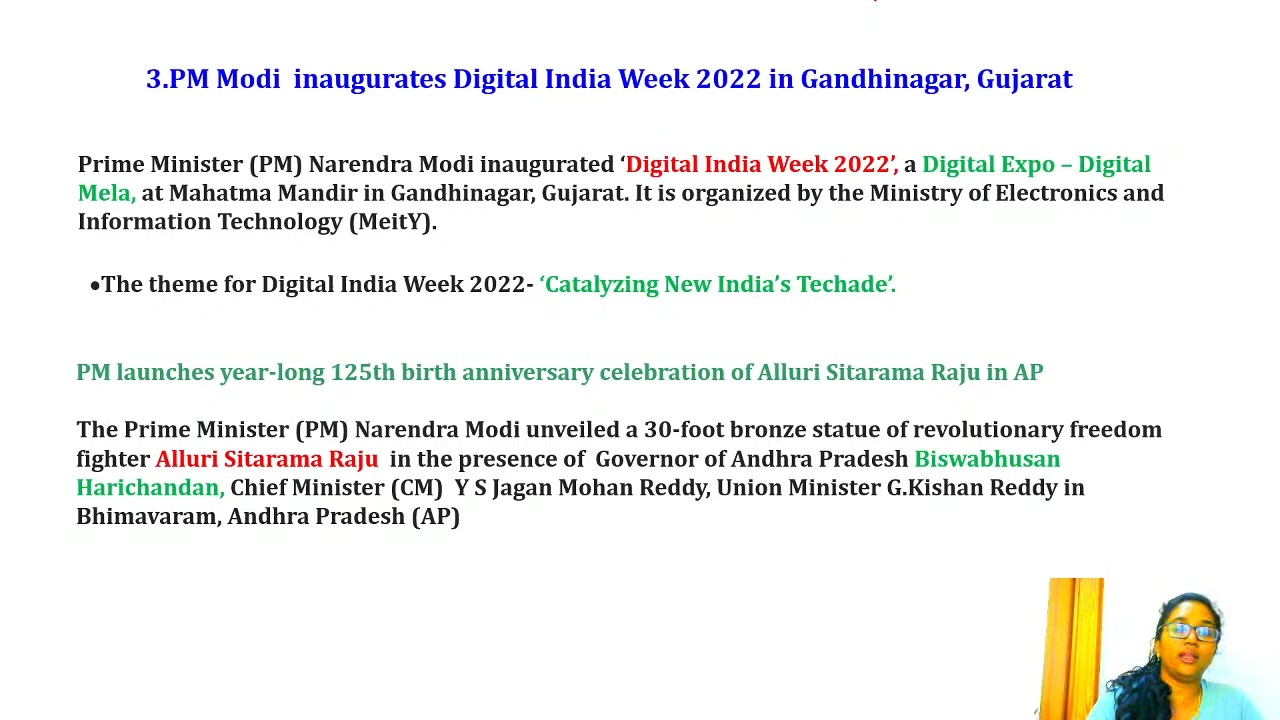 3.PM Modi inaugurates Digital India Week 2022 in Gandhinagar, Gujarat
Prime Minister (PM) Narendra Modi inaugurated ‘Digital India Week 2022’, a Digital Expo – Digital
Mela, at Mahatma Mandir in Gandhinagar, Gujarat. It is organized by the Ministry of Electronics and
Information Technology (MeitY).
•The theme for Digital India Week 2022- ‘Catalyzing New India’s Techade’.
PM launches year-long 125th birth anniversary celebration of Alluri Sitarama Raju in AP
The Prime Minister (PM) Narendra Modi unveiled a 30-foot bronze statue of revolutionary freedom
fighter Alluri Sitarama Raju in the presence of Governor of Andhra Pradesh Biswabhusan
Harichandan, Chief Minister (CM) Y S Jagan Mohan Reddy, Union Minister G.Kishan Reddy in
Bhimavaram, Andhra Pradesh (AP)